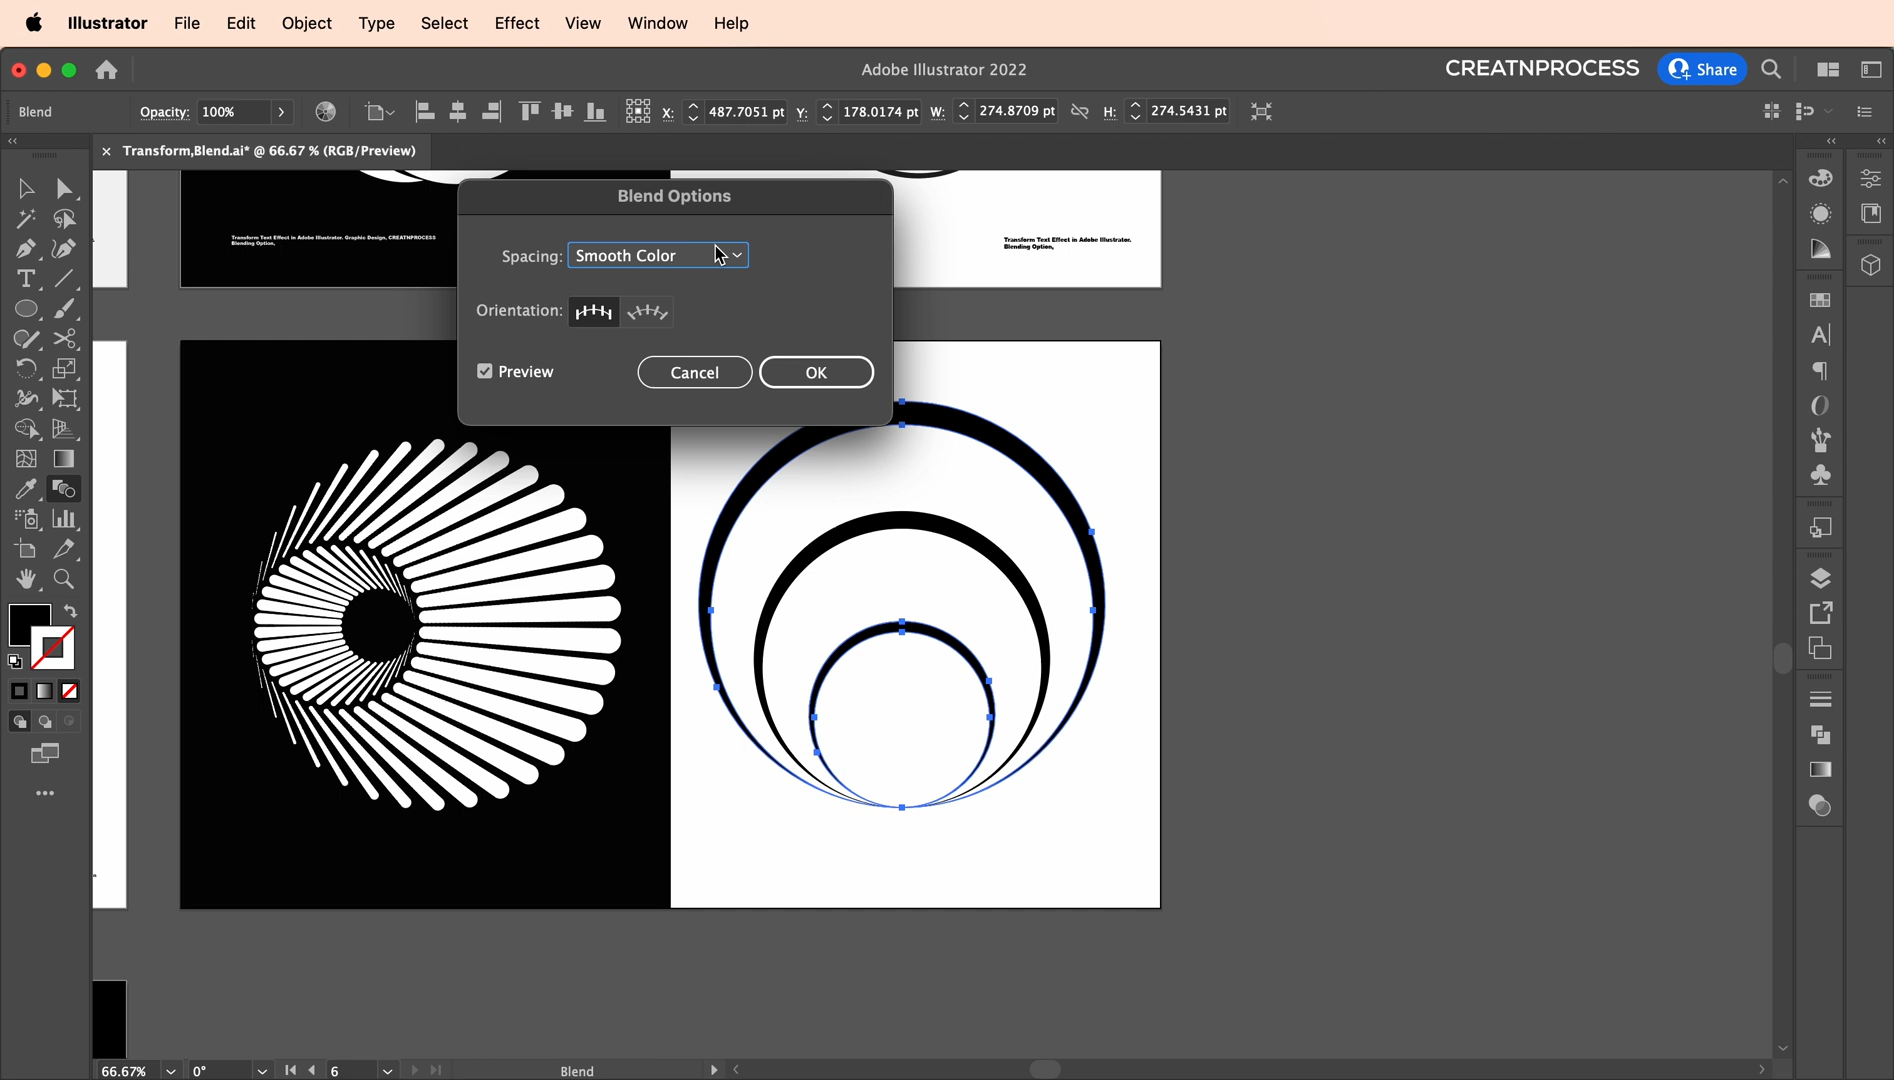 Illustrator File Edit Object Type Select Effect View Window Help
Adobe Illustrator 2022
CREATNPROCESS
Share
Blend
Opacity: 100%
X: 487.7051 pt Y: 178.0174 pt W: 274.8709 pt H: 274.5431 pt
Transform,Blend.ai* @ 66.67 % (RGB/Preview)
Blend Options
Transform Text Effect in Adobe Illustrator. Graphic Design, CREATNPROCESS
Blending Option,
Transform Text Effect in Adobe Illustrator.
Blending Option,
Spacing: Smooth Color
Orientation:
Preview
Cancel
OK
66.67%
0°
6
Blend